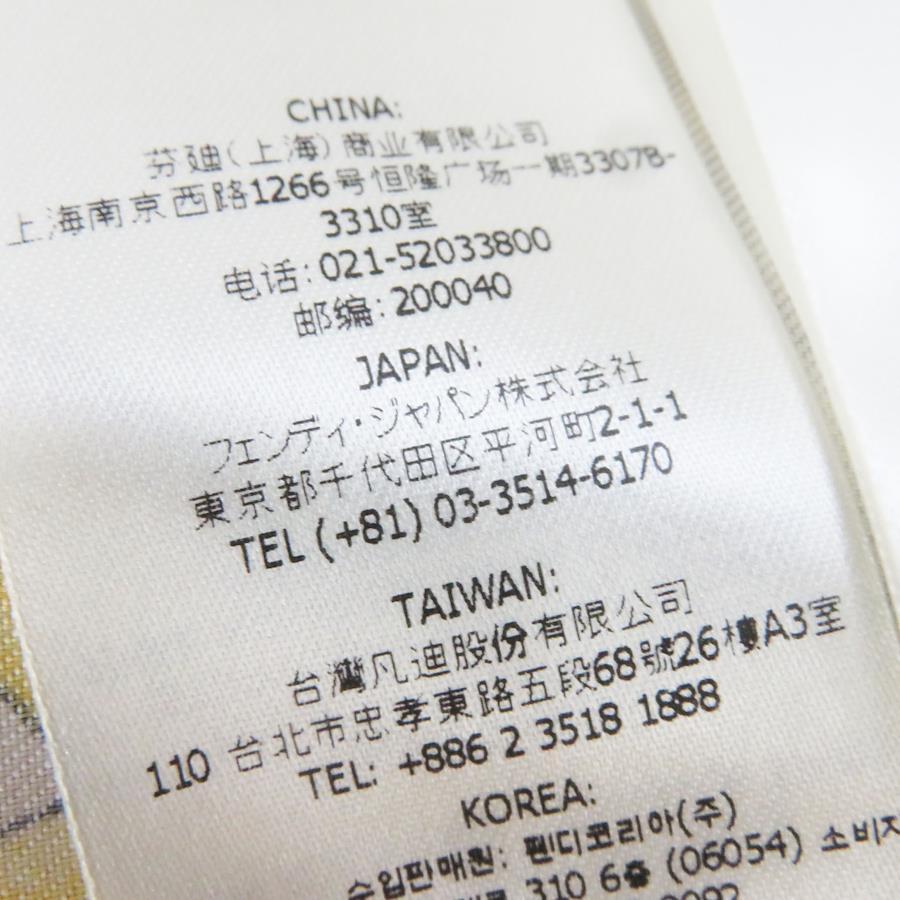 CHINA:
芬迪(上海)商业有限公司
上海南京西路1266号恒隆广场一期3307B-
3310室
电话: 021-52033800
邮编: 200040
JAPAN:
フェンディ・ジャパン株式会社
東京都千代田区平河町2-1-1
TEL (+81) 03-3514-6170
TAIWAN:
台灣凡迪股份有限公司
110 台北市忠孝東路五段68號26樓A3室
TEL: +886 2 3518 1888
KOREA:
수입판매원: 펜디코리아(주)
310 6층 (06054) 소비자